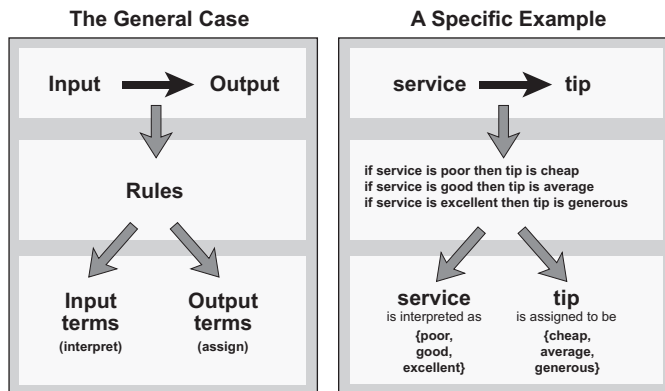 The General Case
Input Output
Rules
Input Output
terms terms
(interpret) (assign)
A Specific Example
service tip
if service is poor then tip is cheap
if service is good then tip is average
if service is excellent then tip is generous
service tip
is interpreted as is assigned to be
{poor, {cheap,
good, average,
excellent} generous}